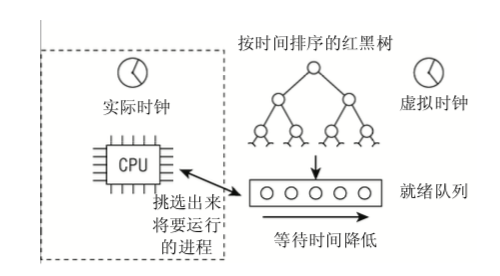 按时间排序的红黑树
实际时钟
虚拟时钟
CPU
挑选出来
将要运行
的进程
就绪队列
等待时间降低